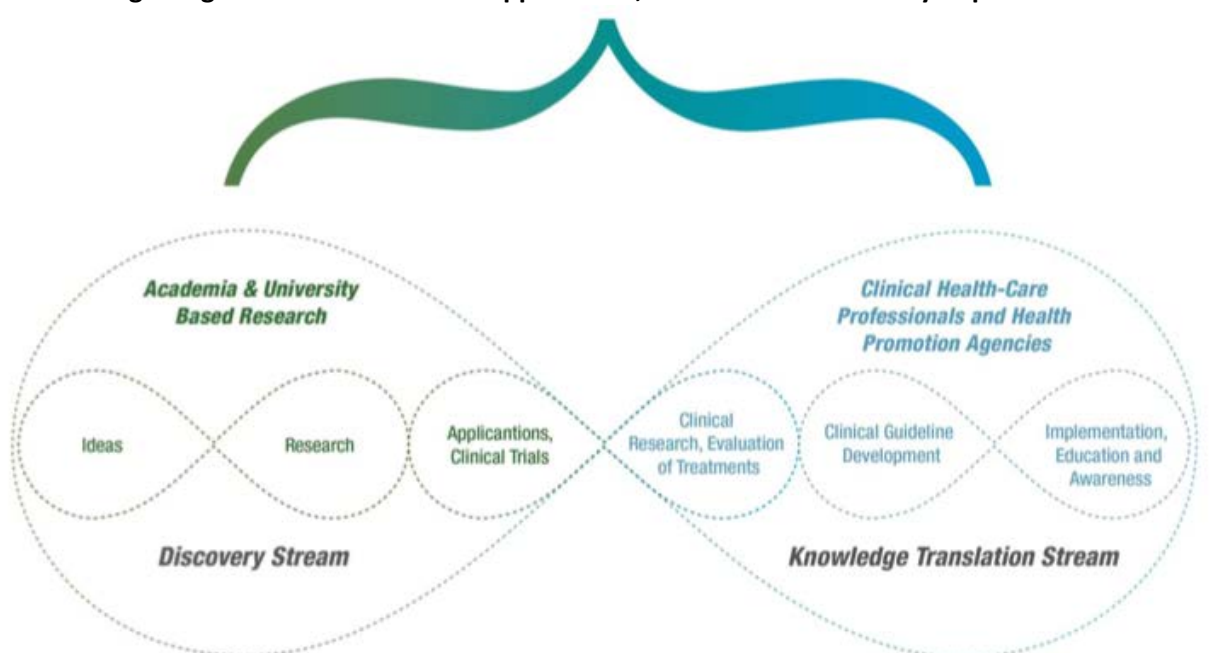 Academia & University
Based Research
Clinical Health-Care
Professionals and Health
Promotion Agencies
Ideas
Research
Applicantions,
Clinical Trials
Clinical
Research, Evaluation
of Treatments
Clinical Guideline
Development
Implementation,
Education and
Awareness
Discovery Stream
Knowledge Translation Stream